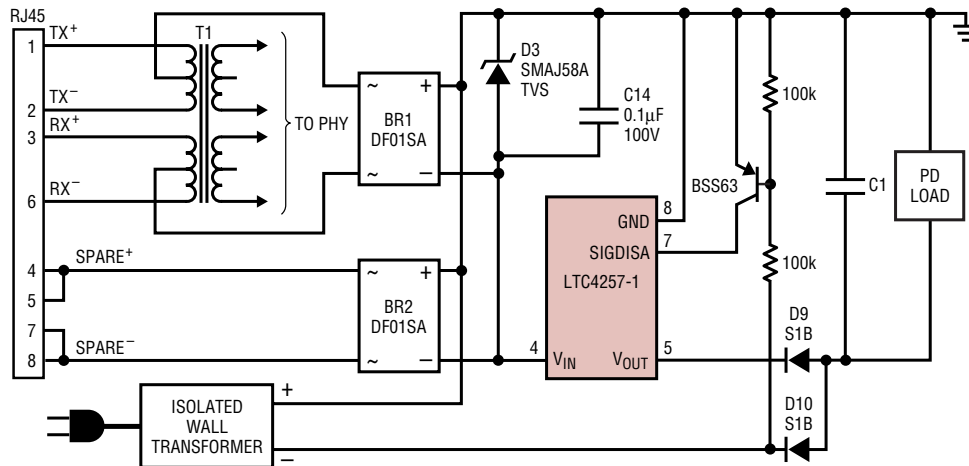 RJ45
1
TX+
2
TX−
3
RX+
6
RX−
4
SPARE+
5
7
8
SPARE−
T1
TO PHY
~
+
BR1
DF01SA
~
−
~
+
BR2
DF01SA
~
−
D3
SMAJ58A
TVS
C14
0.1μF
100V
100k
BSS63
C1
PD
LOAD
GND
8
SIGDISA
7
LTC4257-1
100k
4
VIN
VOUT
5
D9
S1B
D10
S1B
ISOLATED
WALL
TRANSFORMER
+
−